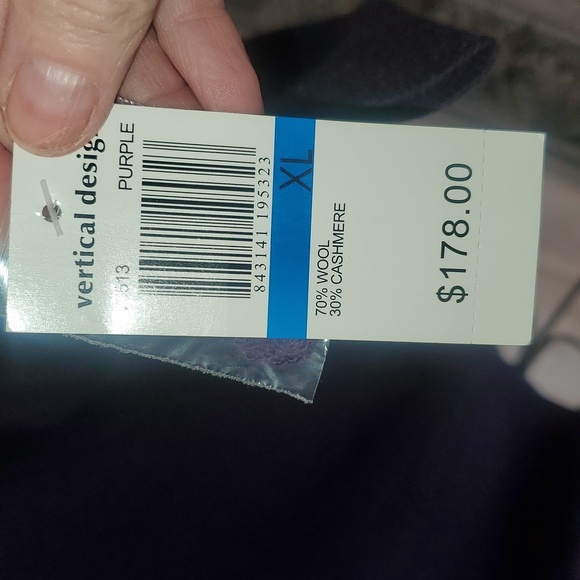 vertical desig
PURPLE
513
843141 195323
XL
70% WOOL
30% CASHMERE
$178.00